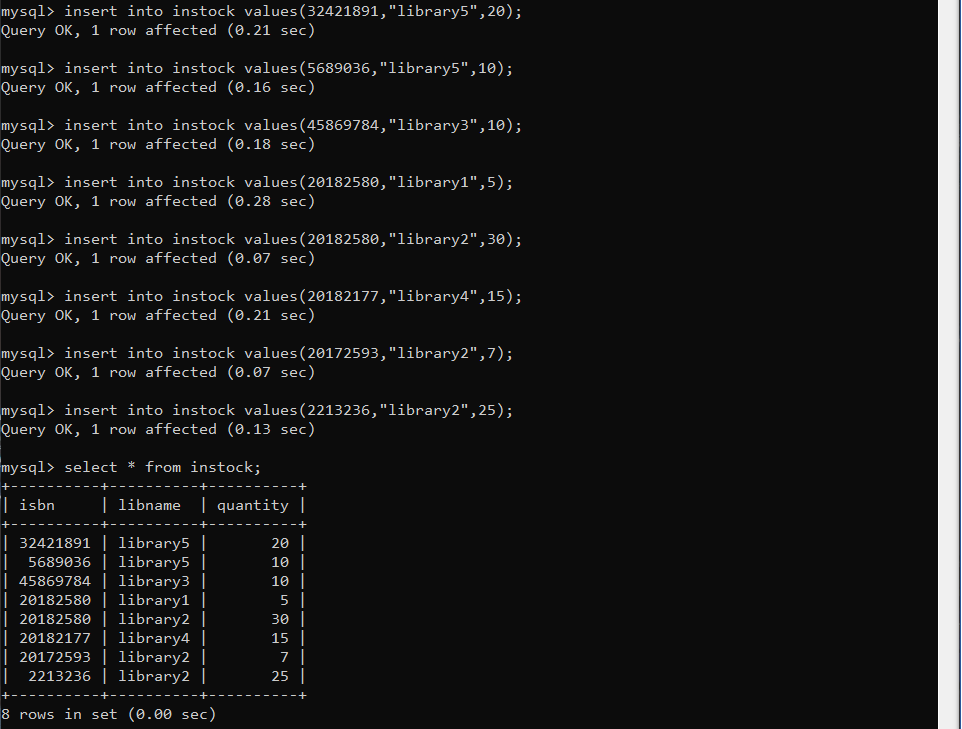 mysql> insert into instock values(32421891,"library5",20);
Query OK, 1 row affected (0.21 sec)
mysql> insert into instock values(5689036,"library5",10);
Query OK, 1 row affected (0.16 sec)
mysql> insert into instock values(45869784,"library3",10);
Query OK, 1 row affected (0.18 sec)
mysql> insert into instock values(20182580,"library1",5);
Query OK, 1 row affected (0.28 sec)
mysql> insert into instock values(20182580,"library2",30);
Query OK, 1 row affected (0.07 sec)
mysql> insert into instock values(20182177,"library4",15);
Query OK, 1 row affected (0.21 sec)
mysql> insert into instock values(20172593,"library2",7);
Query OK, 1 row affected (0.07 sec)
mysql> insert into instock values(2213236,"library2",25);
Query OK, 1 row affected (0.13 sec)
mysql> select * from instock;
+----------+----------+----------+
| isbn     | libname  | quantity |
+----------+----------+----------+
| 32421891 | library5 |       20 |
|  5689036 | library5 |       10 |
| 45869784 | library3 |       10 |
| 20182580 | library1 |        5 |
| 20182580 | library2 |       30 |
| 20182177 | library4 |       15 |
| 20172593 | library2 |        7 |
|  2213236 | library2 |       25 |
+----------+----------+----------+
8 rows in set (0.00 sec)